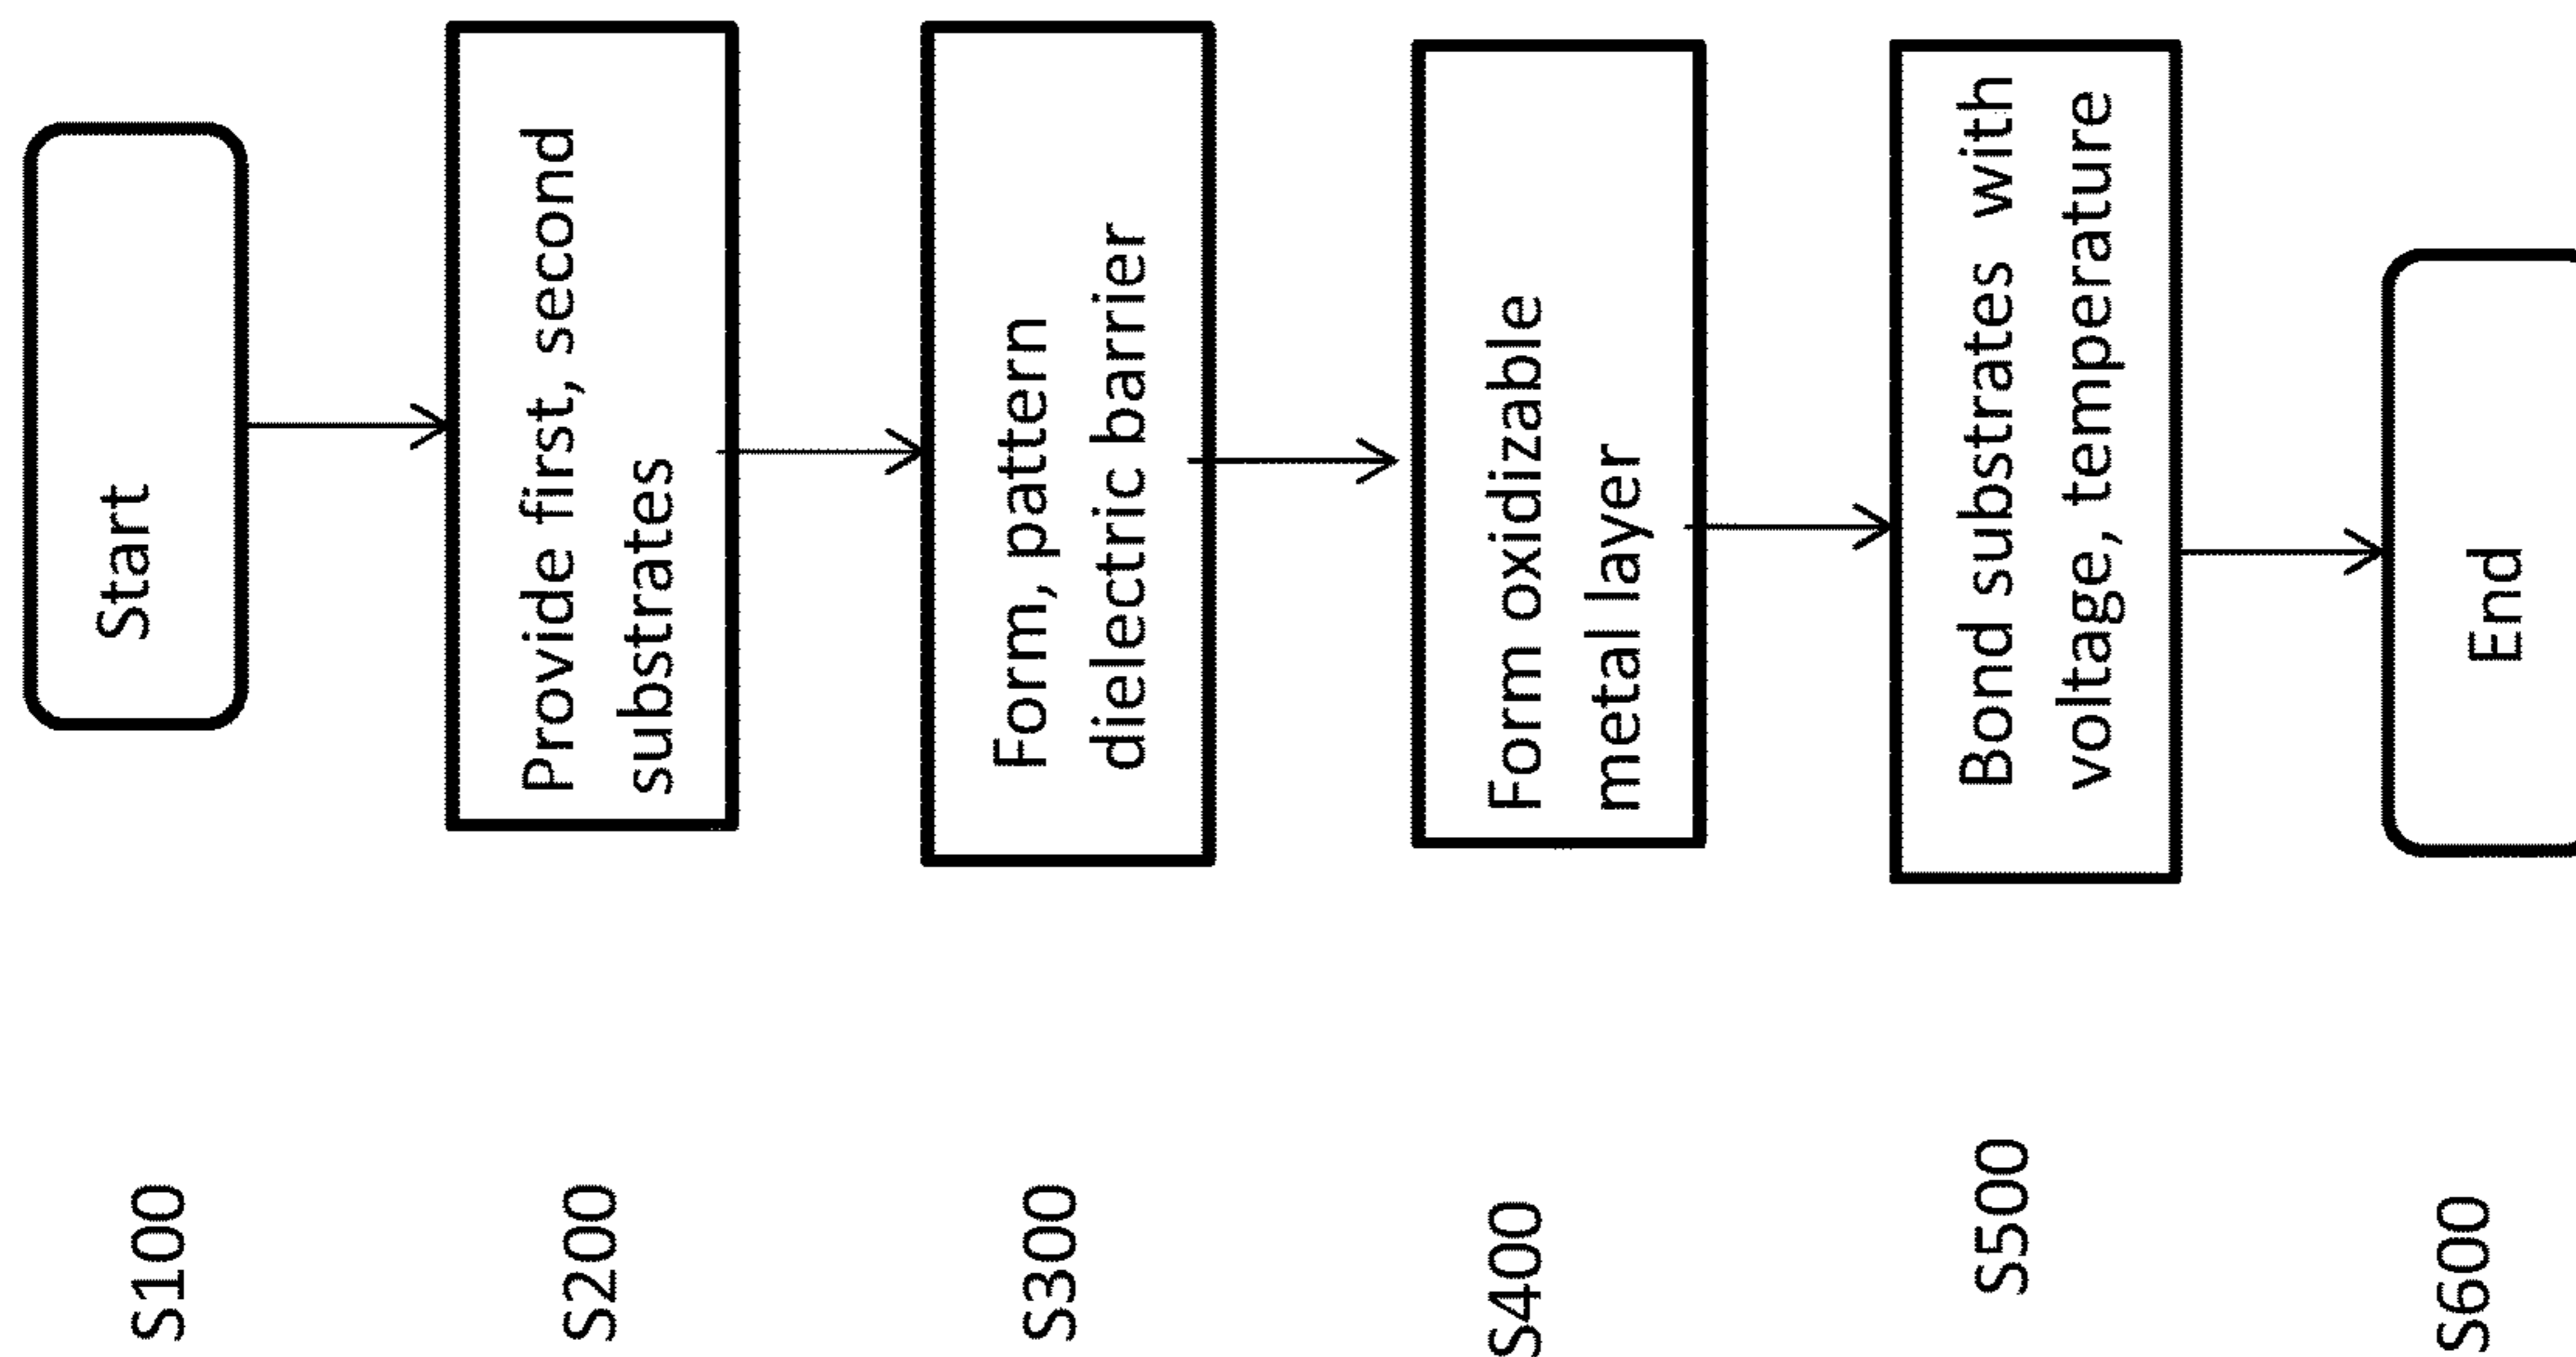 S100
Start
S200
Provide first, second
substrates
S300
Form, pattern
dielectric barrier
S400
Form oxidizable
metal layer
S500
Bond substrates with
voltage, temperature
S600
End